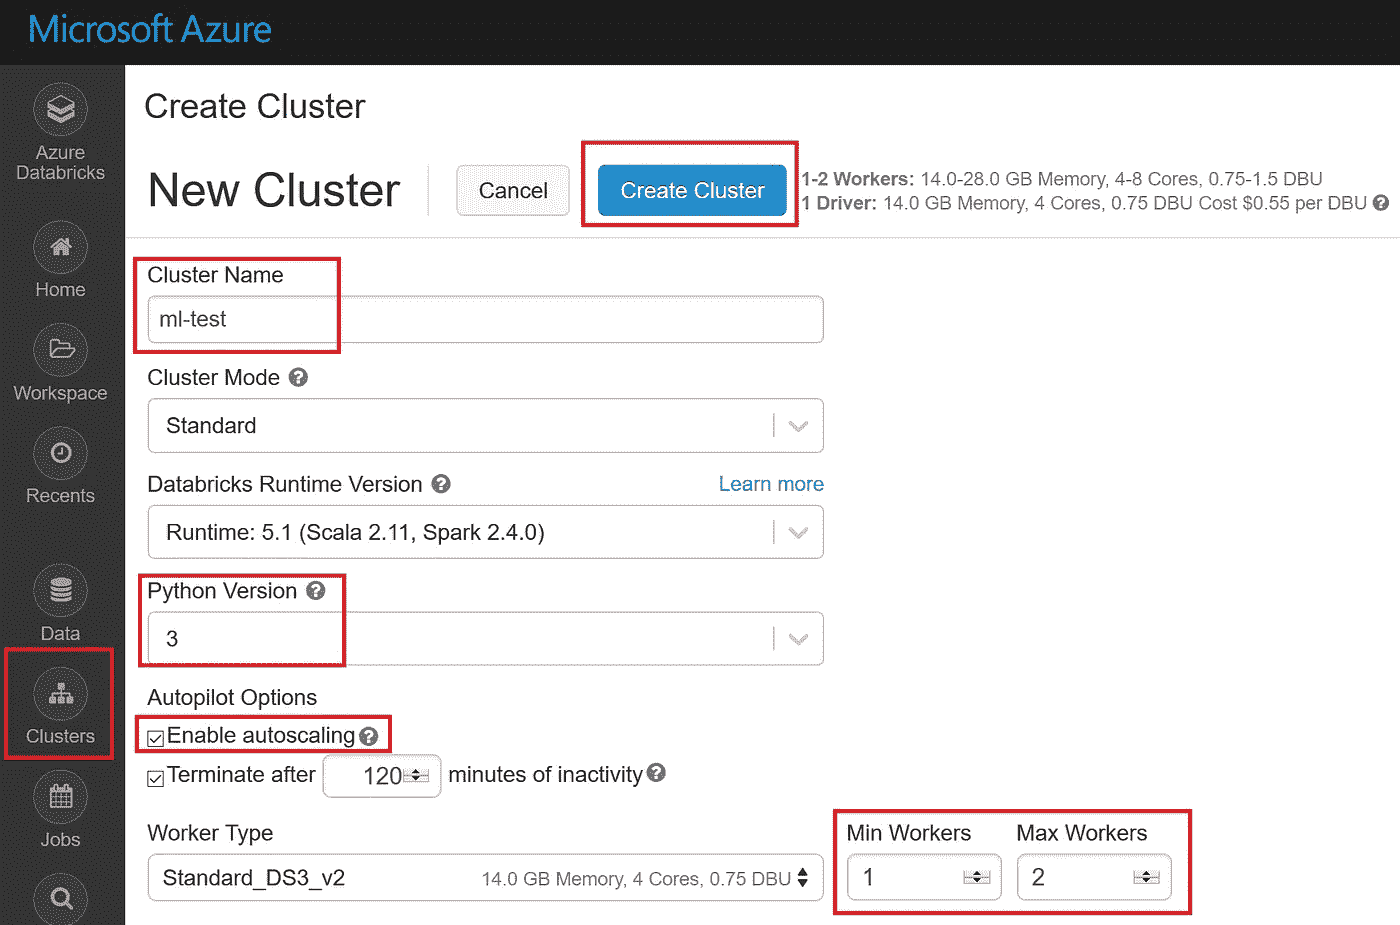 Microsoft Azure
Azure
Databricks
Home
Workspace
Recents
Data
Clusters
Jobs
Create Cluster
New Cluster
Cancel
Create Cluster
1-2 Workers: 14.0-28.0 GB Memory, 4-8 Cores, 0.75-1.5 DBU
1 Driver: 14.0 GB Memory, 4 Cores, 0.75 DBU Cost $0.55 per DBU ?
Cluster Name
ml-test
Cluster Mode ?
Standard
Databricks Runtime Version ? Learn more
Runtime: 5.1 (Scala 2.11, Spark 2.4.0)
Python Version ?
3
Autopilot Options
Enable autoscaling ?
Terminate after 120 minutes of inactivity ?
Worker Type Min Workers Max Workers
Standard_DS3_v2 14.0 GB Memory, 4 Cores, 0.75 DBU 1 2